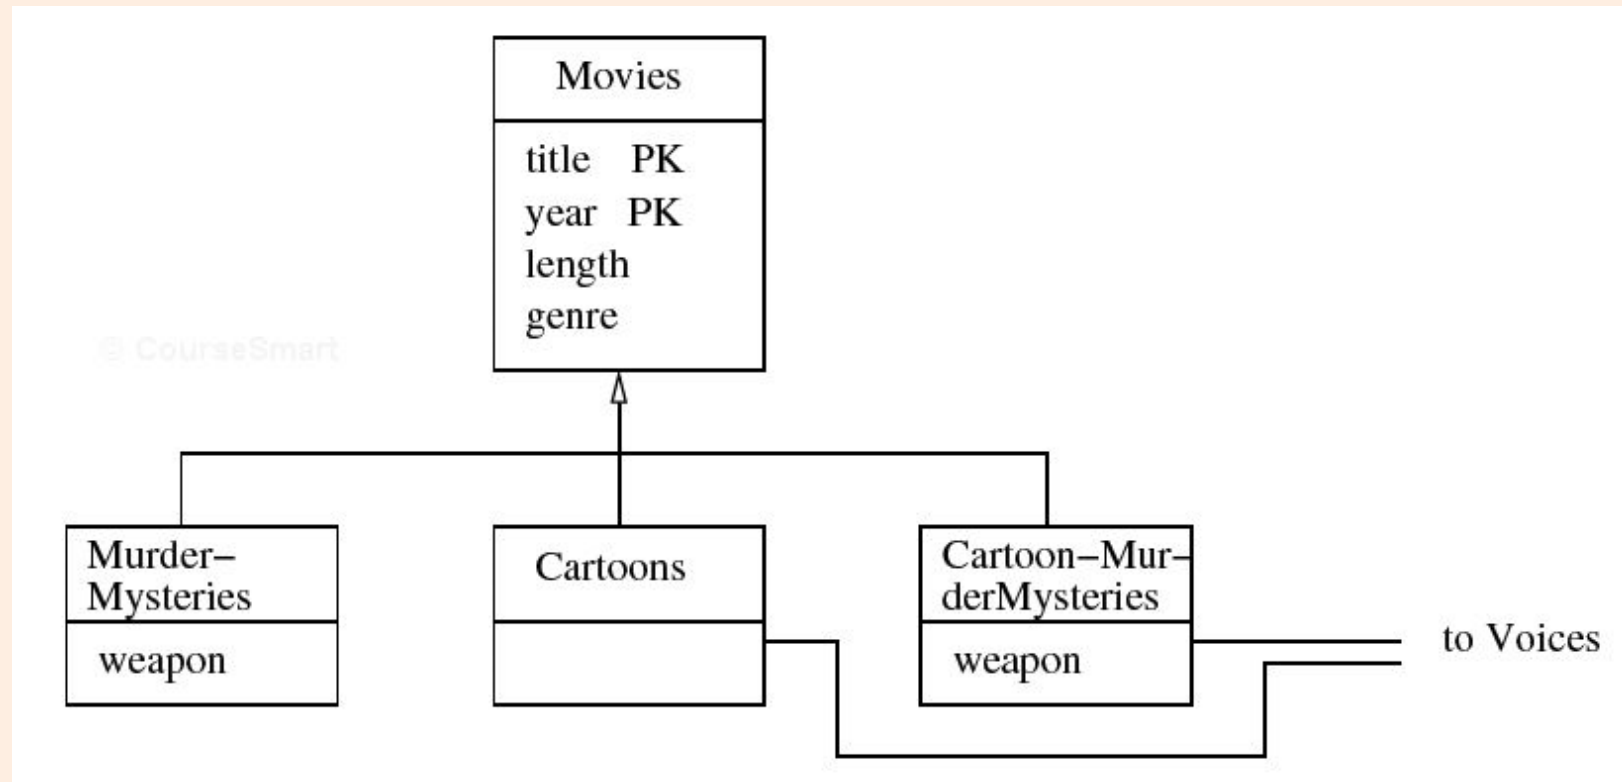 Movies
title PK
year PK
length
genre
© CourseSmart
Murder–
Mysteries
weapon
Cartoons
Cartoon–Mur-
derMysteries
weapon
to Voices